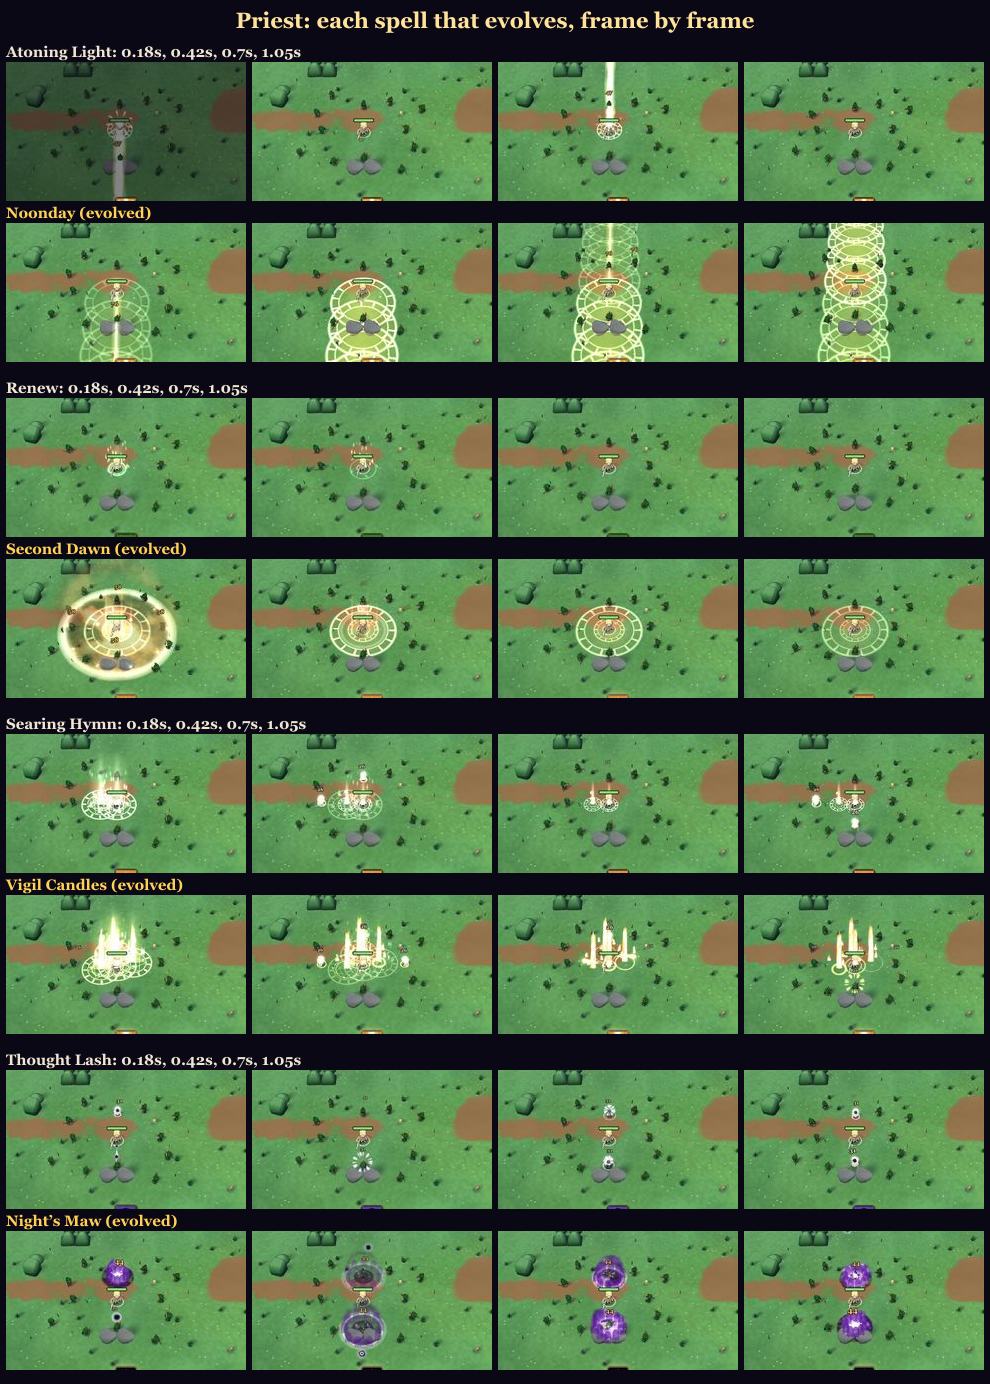 Priest: each spell that evolves, frame by frame
Atoning Light: 0.18s, 0.42s, 0.7s, 1.05s
Noonday (evolved)
Renew: 0.18s, 0.42s, 0.7s, 1.05s
Second Dawn (evolved)
Searing Hymn: 0.18s, 0.42s, 0.7s, 1.05s
Vigil Candles (evolved)
Thought Lash: 0.18s, 0.42s, 0.7s, 1.05s
Night's Maw (evolved)